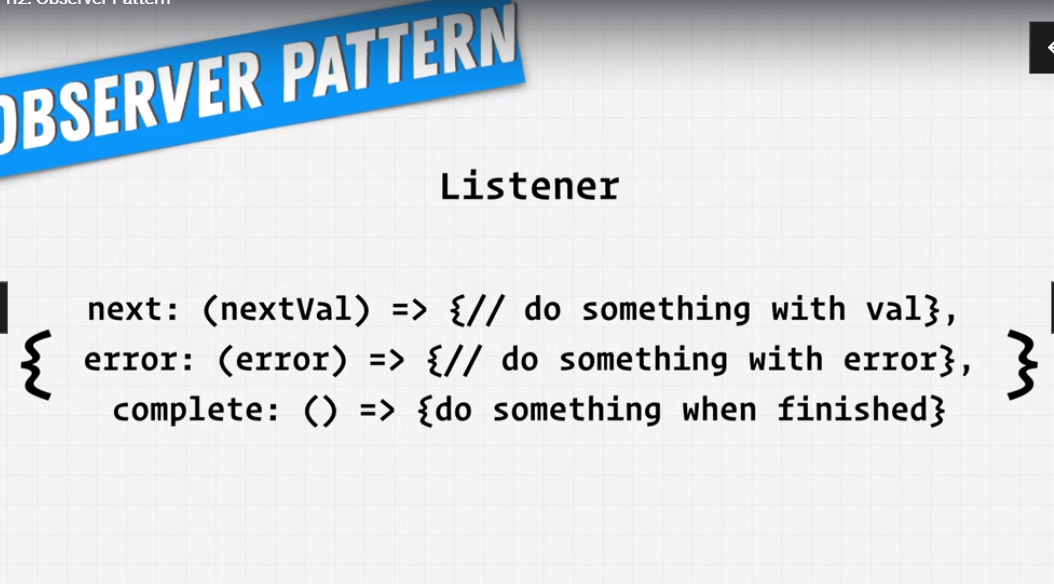 Observer Pattern
OBSERVER PATTERN
Listener
{
next: (nextVal) => {// do something with val},
error: (error) => {// do something with error},
complete: () => {do something when finished}
}